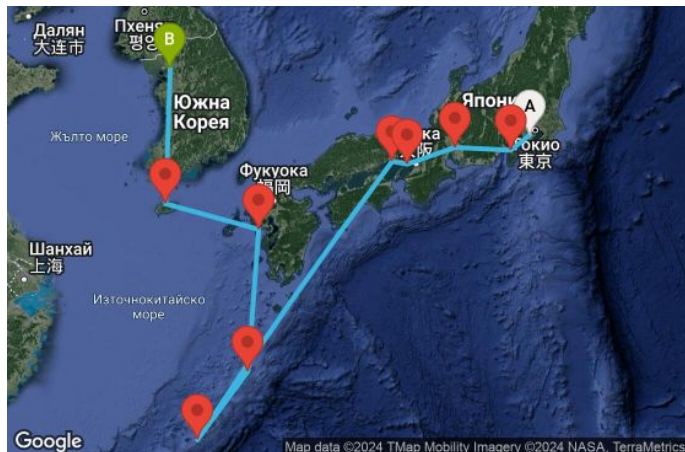 Далян
大连市
Пхеня
평양
B
Южна
Корея
Жълто море
Фукуока
福岡
Япони
A
Токио
東京
ка
大阪
Шанхай
上海
Източнокитайско
море
Google
Map data ©2024 TMap Mobility Imagery ©2024 NASA, TerraMetrics